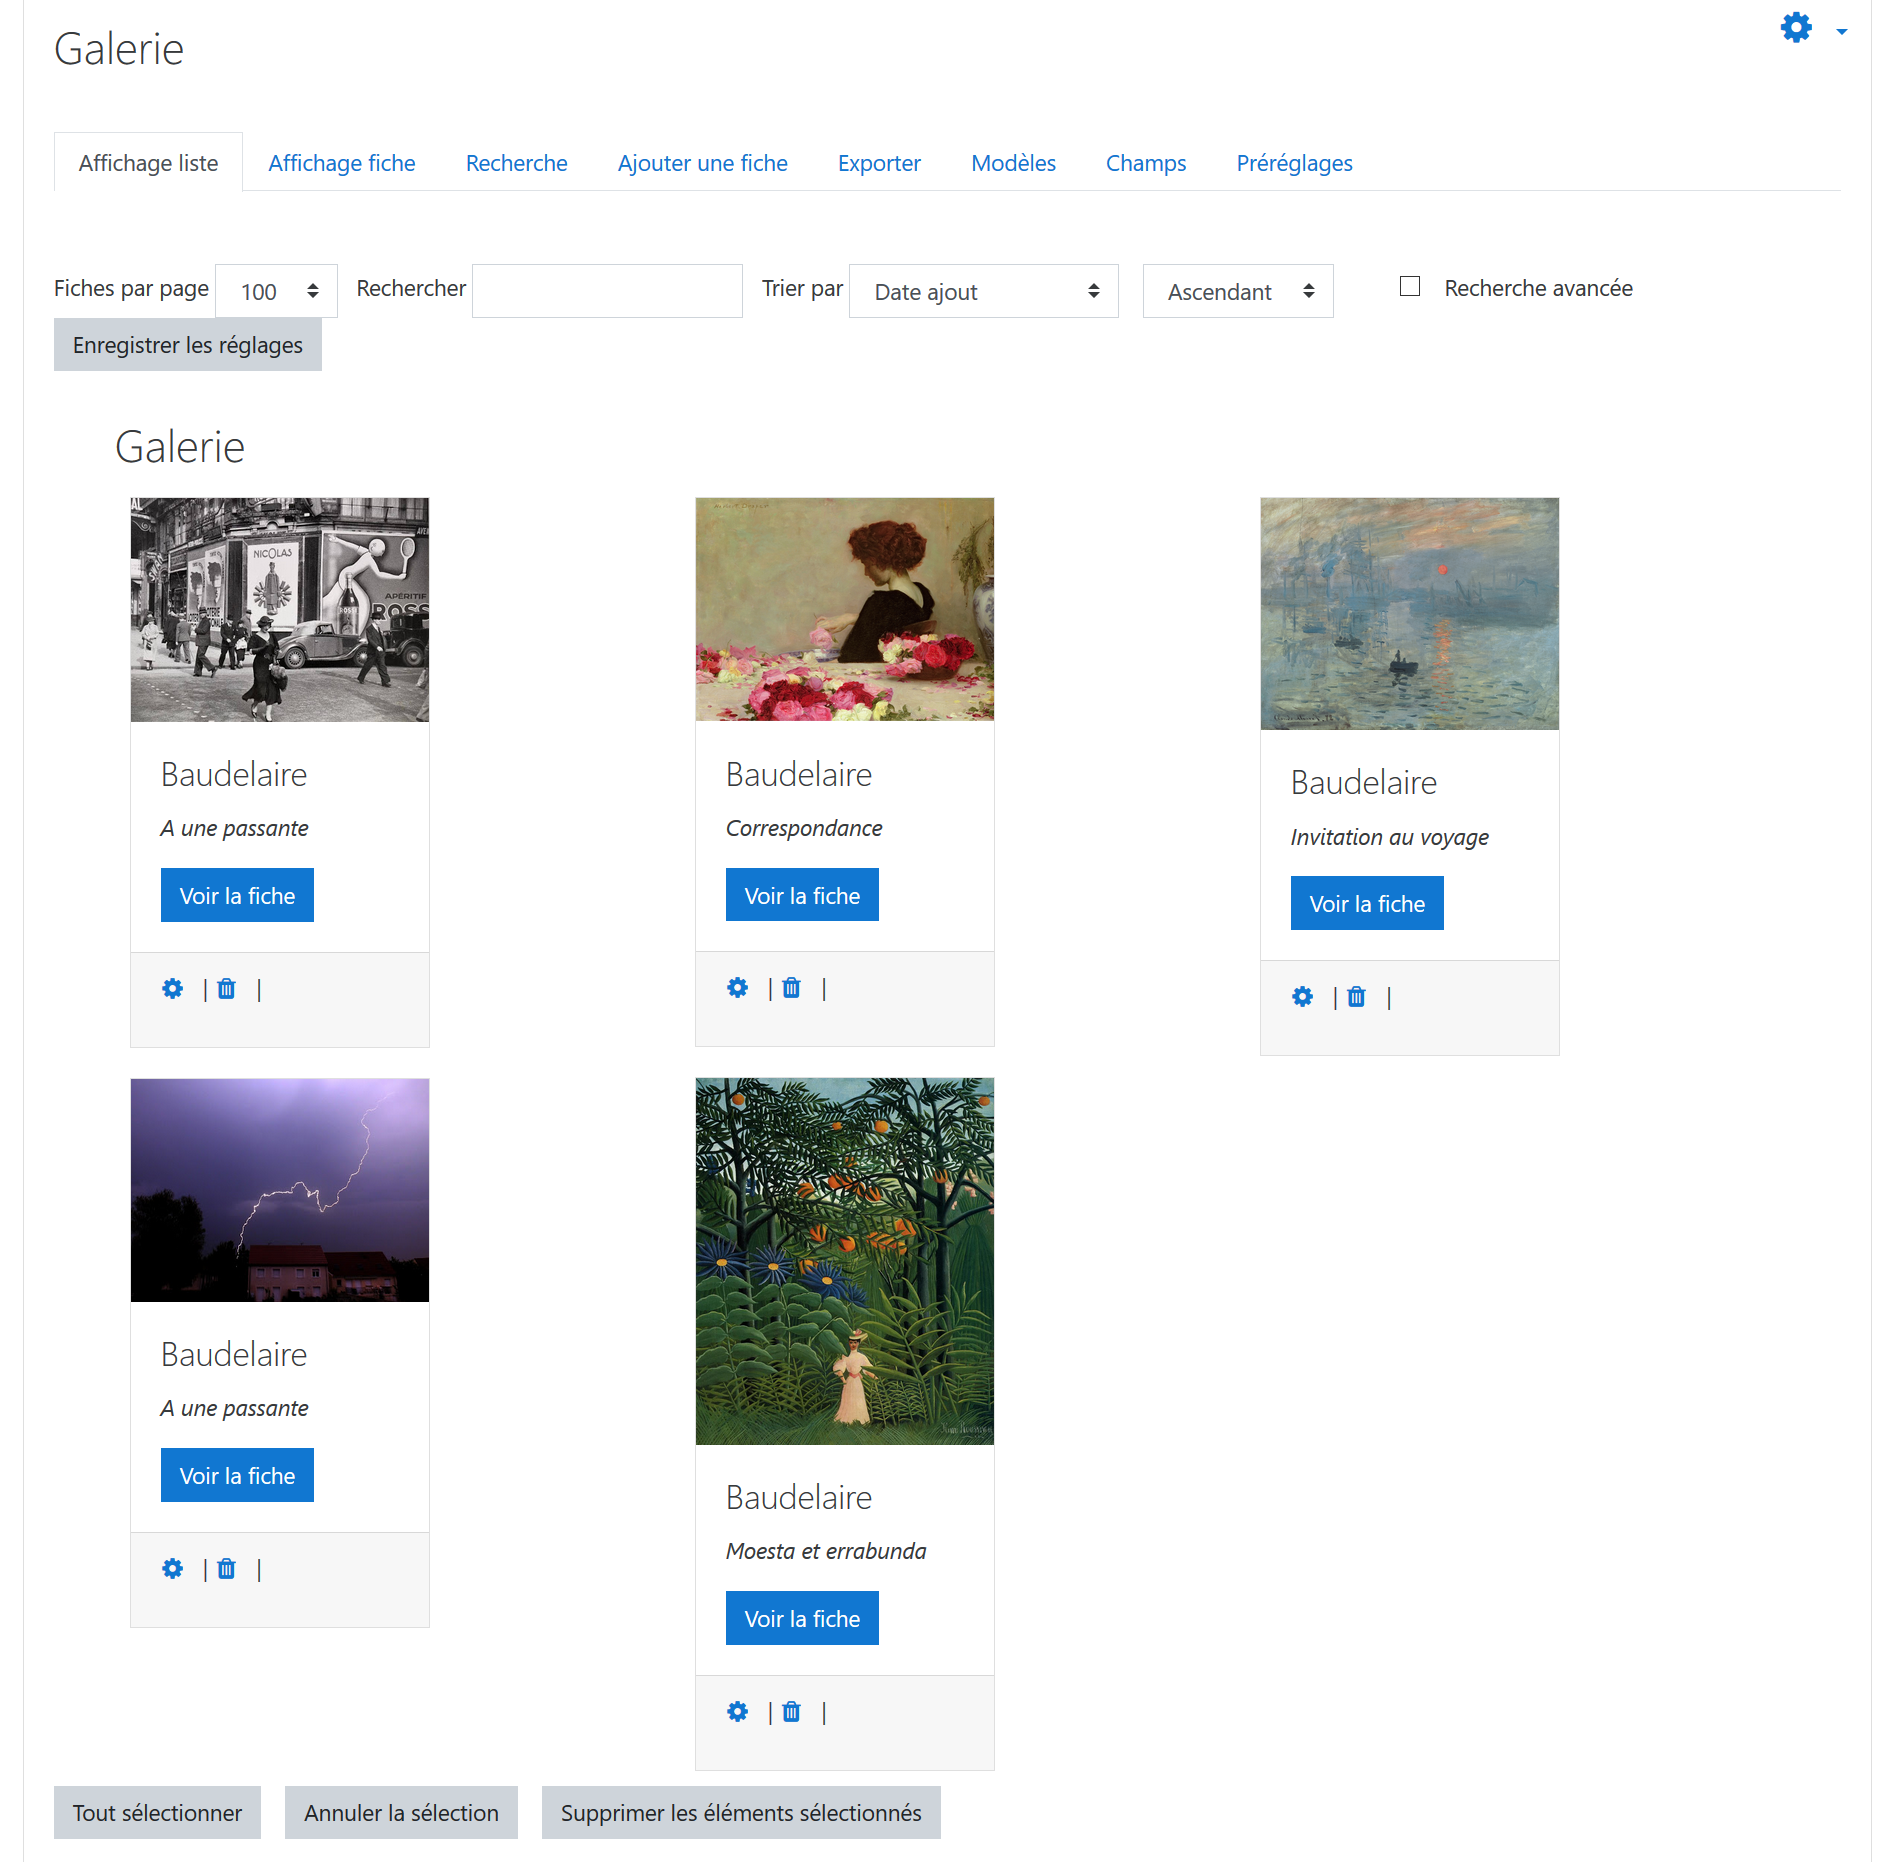 Galerie
Affichage liste Affichage fiche Recherche Ajouter une fiche Exporter Modèles Champs Préréglages
Fiches par page 100 Rechercher Trier par Date ajout Ascendant Recherche avancée
Enregistrer les réglages
Galerie
NICOLAS
APÉRITIF
ROSSI
Baudelaire
A une passante
Voir la fiche
| |
Baudelaire
Correspondance
Voir la fiche
| |
Baudelaire
Invitation au voyage
Voir la fiche
| |
Baudelaire
A une passante
Voir la fiche
| |
Baudelaire
Moesta et errabunda
Voir la fiche
| |
Tout sélectionner Annuler la sélection Supprimer les éléments sélectionnés